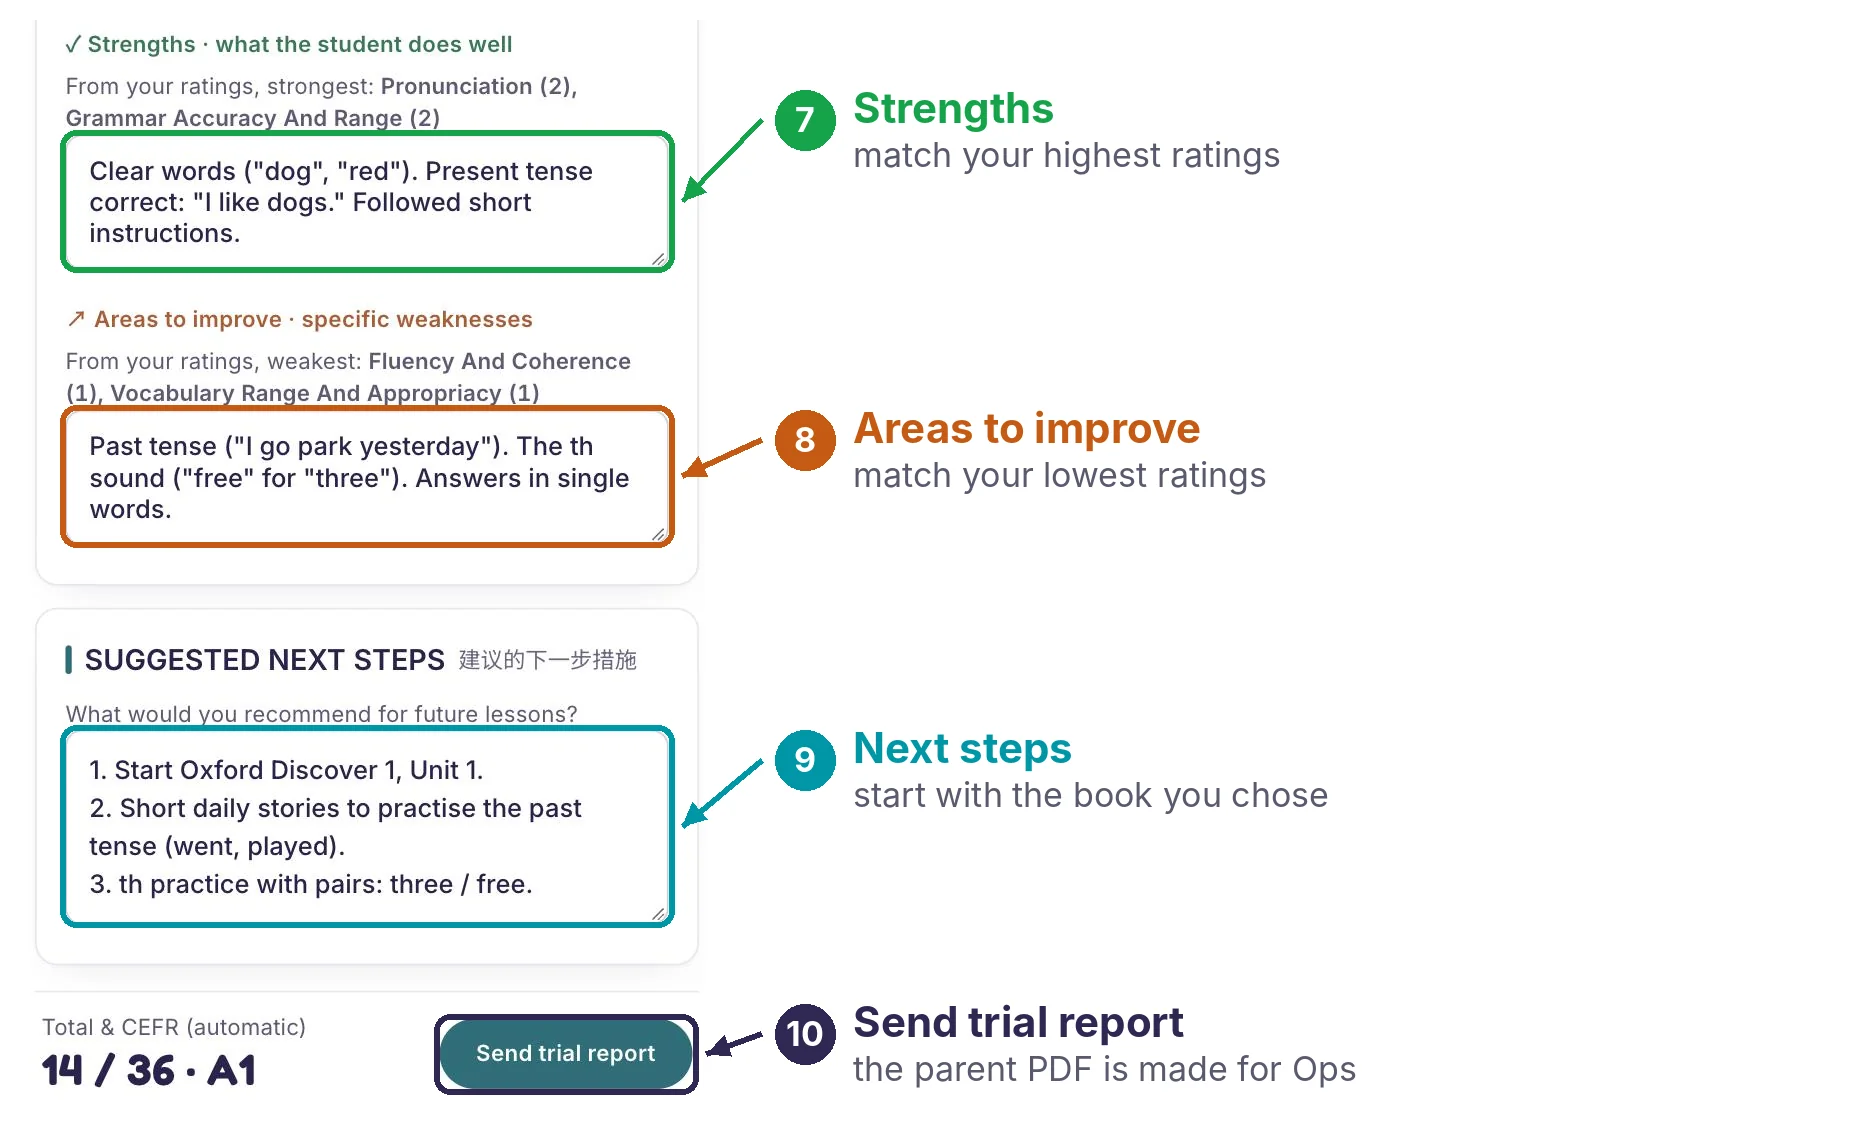 ✓ Strengths · what the student does well
From your ratings, strongest: Pronunciation (2),
Grammar Accuracy And Range (2)
Clear words ("dog", "red"). Present tense
correct: "I like dogs." Followed short
instructions.
7 Strengths
match your highest ratings
↗ Areas to improve · specific weaknesses
From your ratings, weakest: Fluency And Coherence
(1), Vocabulary Range And Appropriacy (1)
Past tense ("I go park yesterday"). The th
sound ("free" for "three"). Answers in single
words.
8 Areas to improve
match your lowest ratings
SUGGESTED NEXT STEPS 建议的下一步措施
What would you recommend for future lessons?
1. Start Oxford Discover 1, Unit 1.
2. Short daily stories to practise the past
tense (went, played).
3. th practice with pairs: three / free.
9 Next steps
start with the book you chose
Total & CEFR (automatic)
14 / 36 · A1
Send trial report
10 Send trial report
the parent PDF is made for Ops